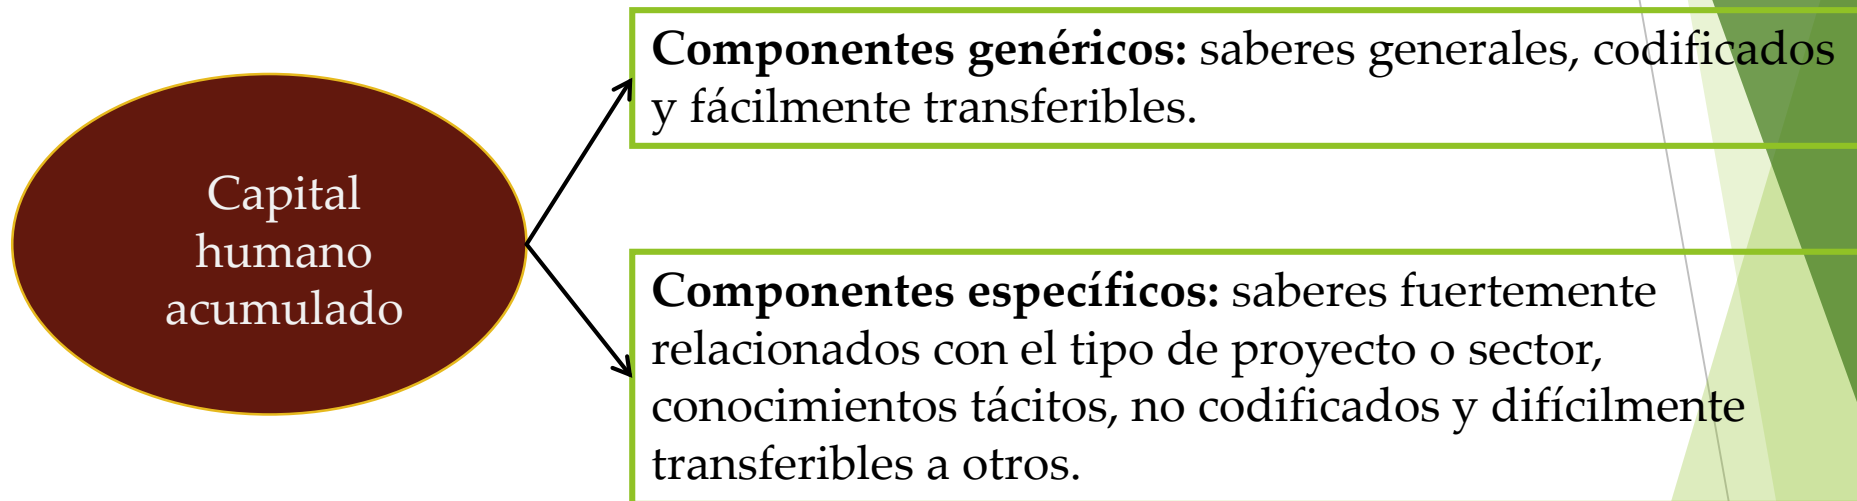 Capital
humano
acumulado
Componentes genéricos: saberes generales, codificados
y fácilmente transferibles.
Componentes específicos: saberes fuertemente
relacionados con el tipo de proyecto o sector,
conocimientos tácitos, no codificados y difícilmente
transferibles a otros.